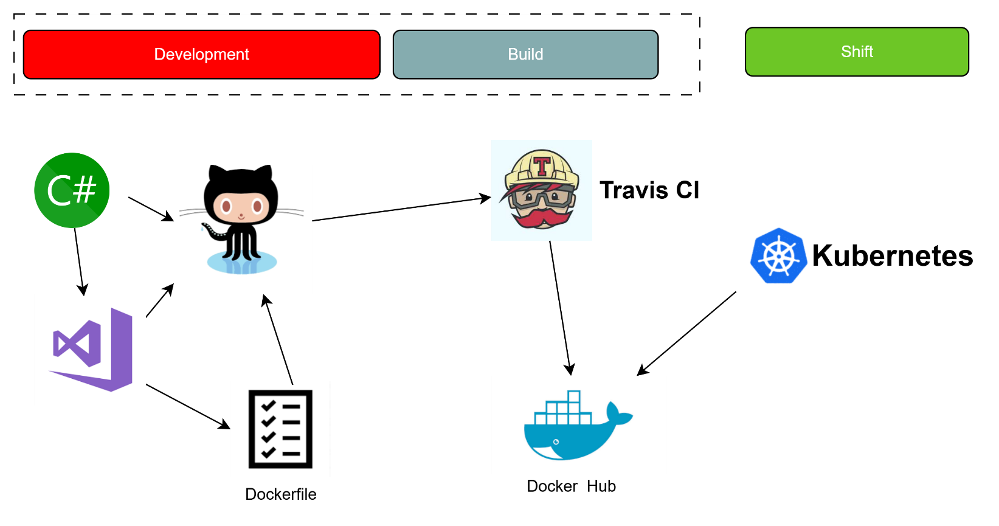 Development
Build
Shift
C#
T
Travis CI
Kubernetes
Dockerfile
Docker Hub